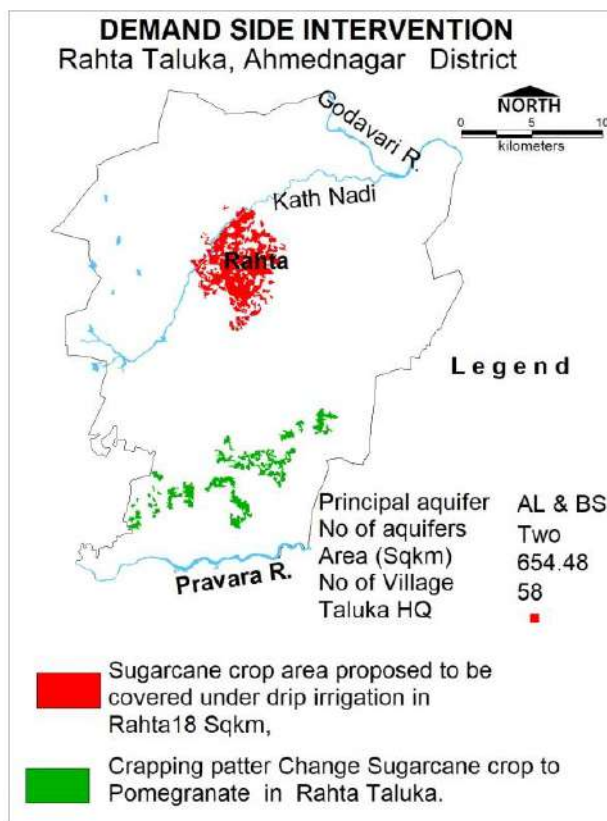 DEMAND SIDE INTERVENTION
Rahta Taluka, Ahmednagar District
NORTH
0 5 10
kilometers
Godavari R.
Kath Nadi
Rahta
Legend
Principal aquifer AL & BS
No of aquifers Two
Area (Sqkm) 654.48
No of Village 58
Taluka HQ
Pravara R.
Sugarcane crop area proposed to be
covered under drip irrigation in
Rahta18 Sqkm,
Crapping patter Change Sugarcane crop to
Pomegranate in Rahta Taluka.